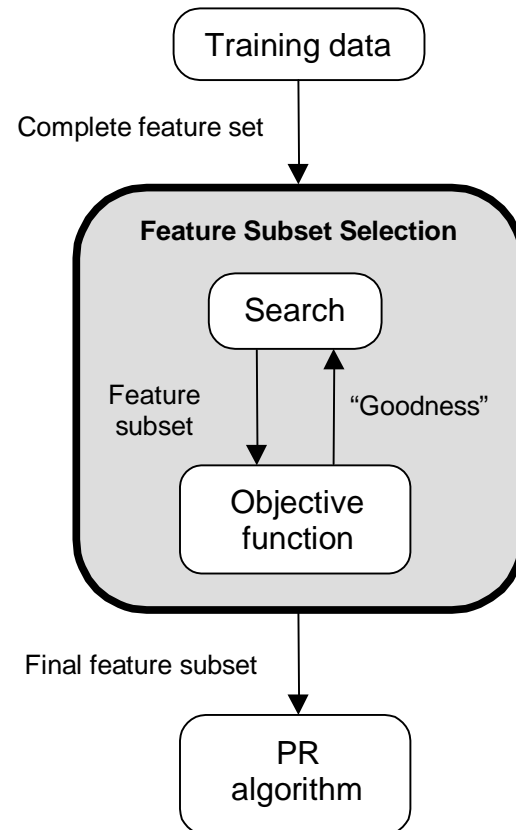 Training data
Complete feature set
Feature Subset Selection
Search
Feature
subset
“Goodness”
Objective
function
Final feature subset
PR
algorithm